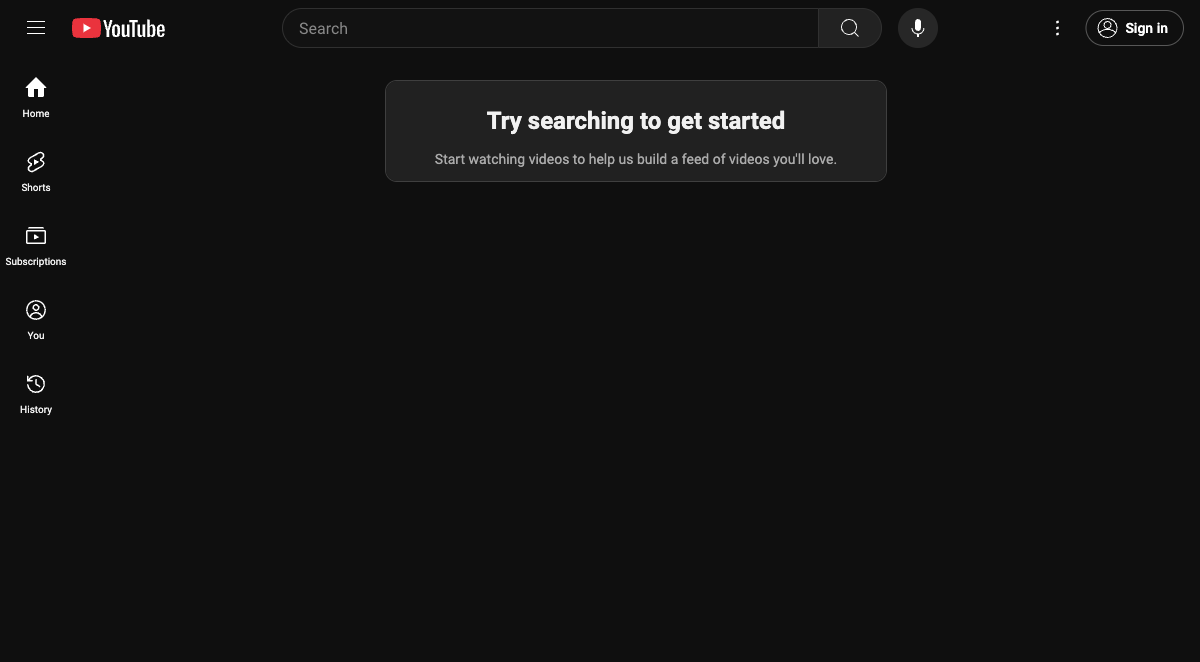 YouTube
Search
Sign in
Home
Shorts
Subscriptions
You
History
Try searching to get started
Start watching videos to help us build a feed of videos you'll love.